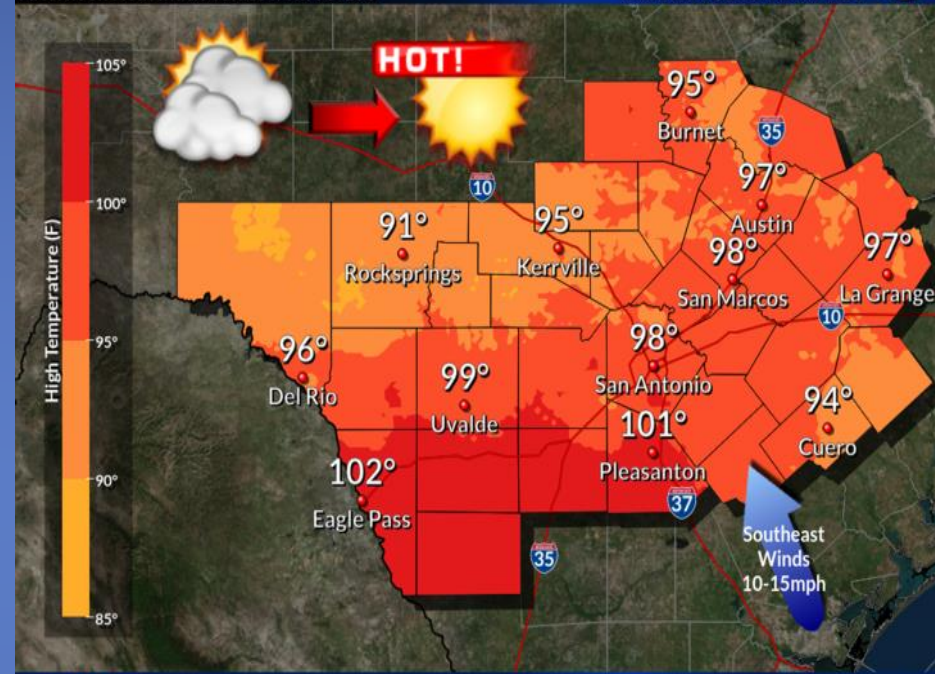 HOT!
High Temperature (F)
105°
100°
95°
90°
85°
10
35
95°
Burnet
97°
Austin
91°
Rocksprings
95°
Kerrville
98°
San Marcos
97°
La Grange
10
96°
Del Rio
99°
Uvalde
98°
San Antonio
94°
Cuero
102°
Eagle Pass
101°
Pleasanton
37
35
Southeast
Winds
10-15mph